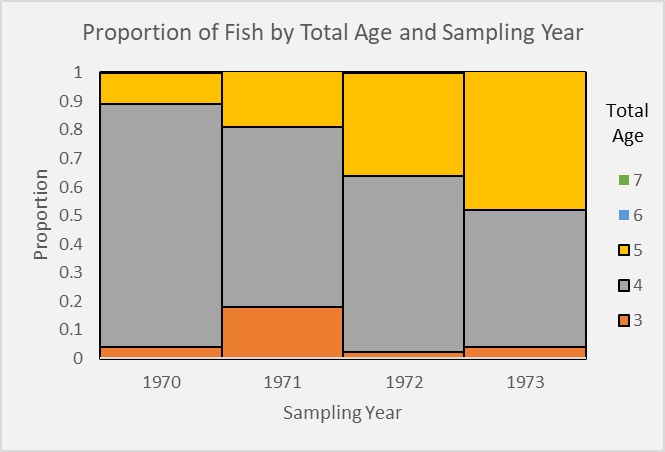 Proportion of Fish by Total Age and Sampling Year
1
0.9
0.8
0.7
0.6
0.5
0.4
0.3
0.2
0.1
0
Proportion
1970 1971 1972 1973
Sampling Year
Total
Age
7
6
5
4
3